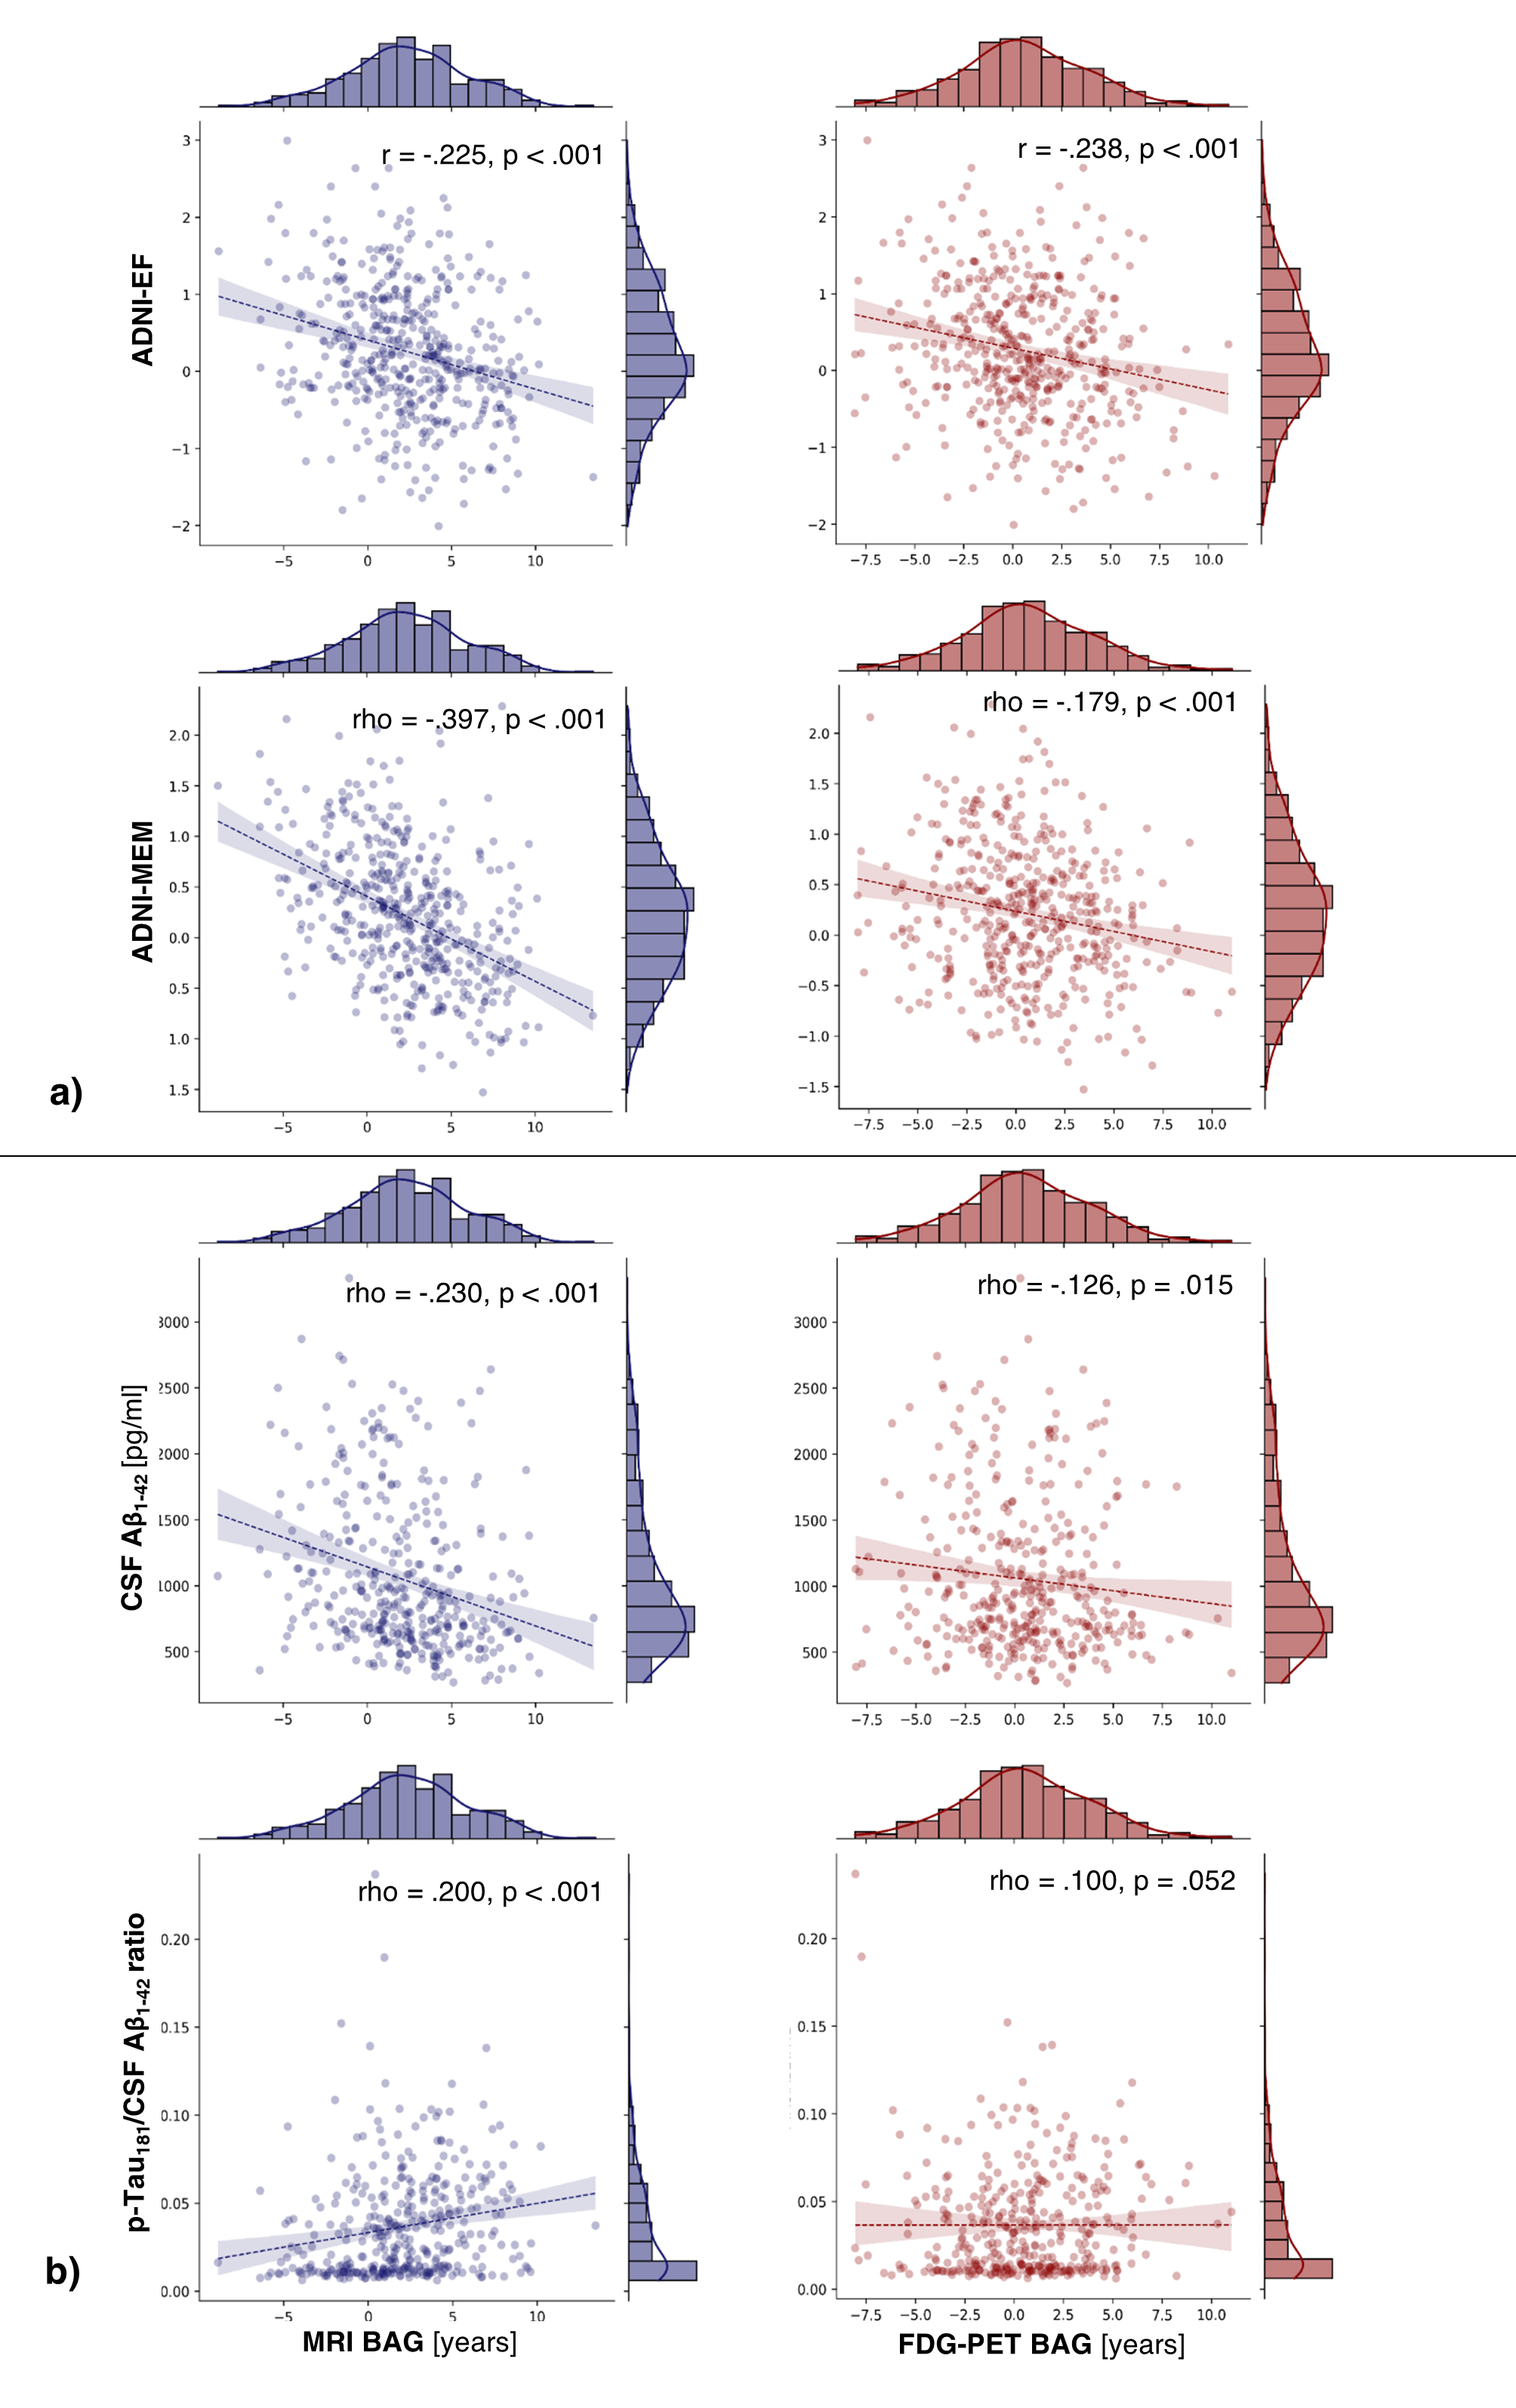 r = -.225, p < .001
3
2
1
0
−1
−2
ADNI-EF
−5 0 5 10
r = -.238, p < .001
3
2
1
0
−1
−2
−7.5 −5.0 −2.5 0.0 2.5 5.0 7.5 10.0
rho = -.397, p < .001
2.0
1.5
1.0
0.5
0.0
0.5
1.0
1.5
ADNI-MEM
−5 0 5 10
rho = -.179, p < .001
2.0
1.5
1.0
0.5
0.0
−0.5
−1.0
−1.5
−7.5 −5.0 −2.5 0.0 2.5 5.0 7.5 10.0
a)
rho = -.230, p < .001
3000
2500
2000
1500
1000
500
CSF Aβ1-42 [pg/ml]
−5 0 5 10
rho = -.126, p = .015
3000
2500
2000
1500
1000
500
−7.5 −5.0 −2.5 0.0 2.5 5.0 7.5 10.0
rho = .200, p < .001
0.20
0.15
0.10
0.05
0.00
p-Tau181/CSF Aβ1-42 ratio
−5 0 5 10
MRI BAG [years]
rho = .100, p = .052
0.20
0.15
0.10
0.05
0.00
−7.5 −5.0 −2.5 0.0 2.5 5.0 7.5 10.0
FDG-PET BAG [years]
b)